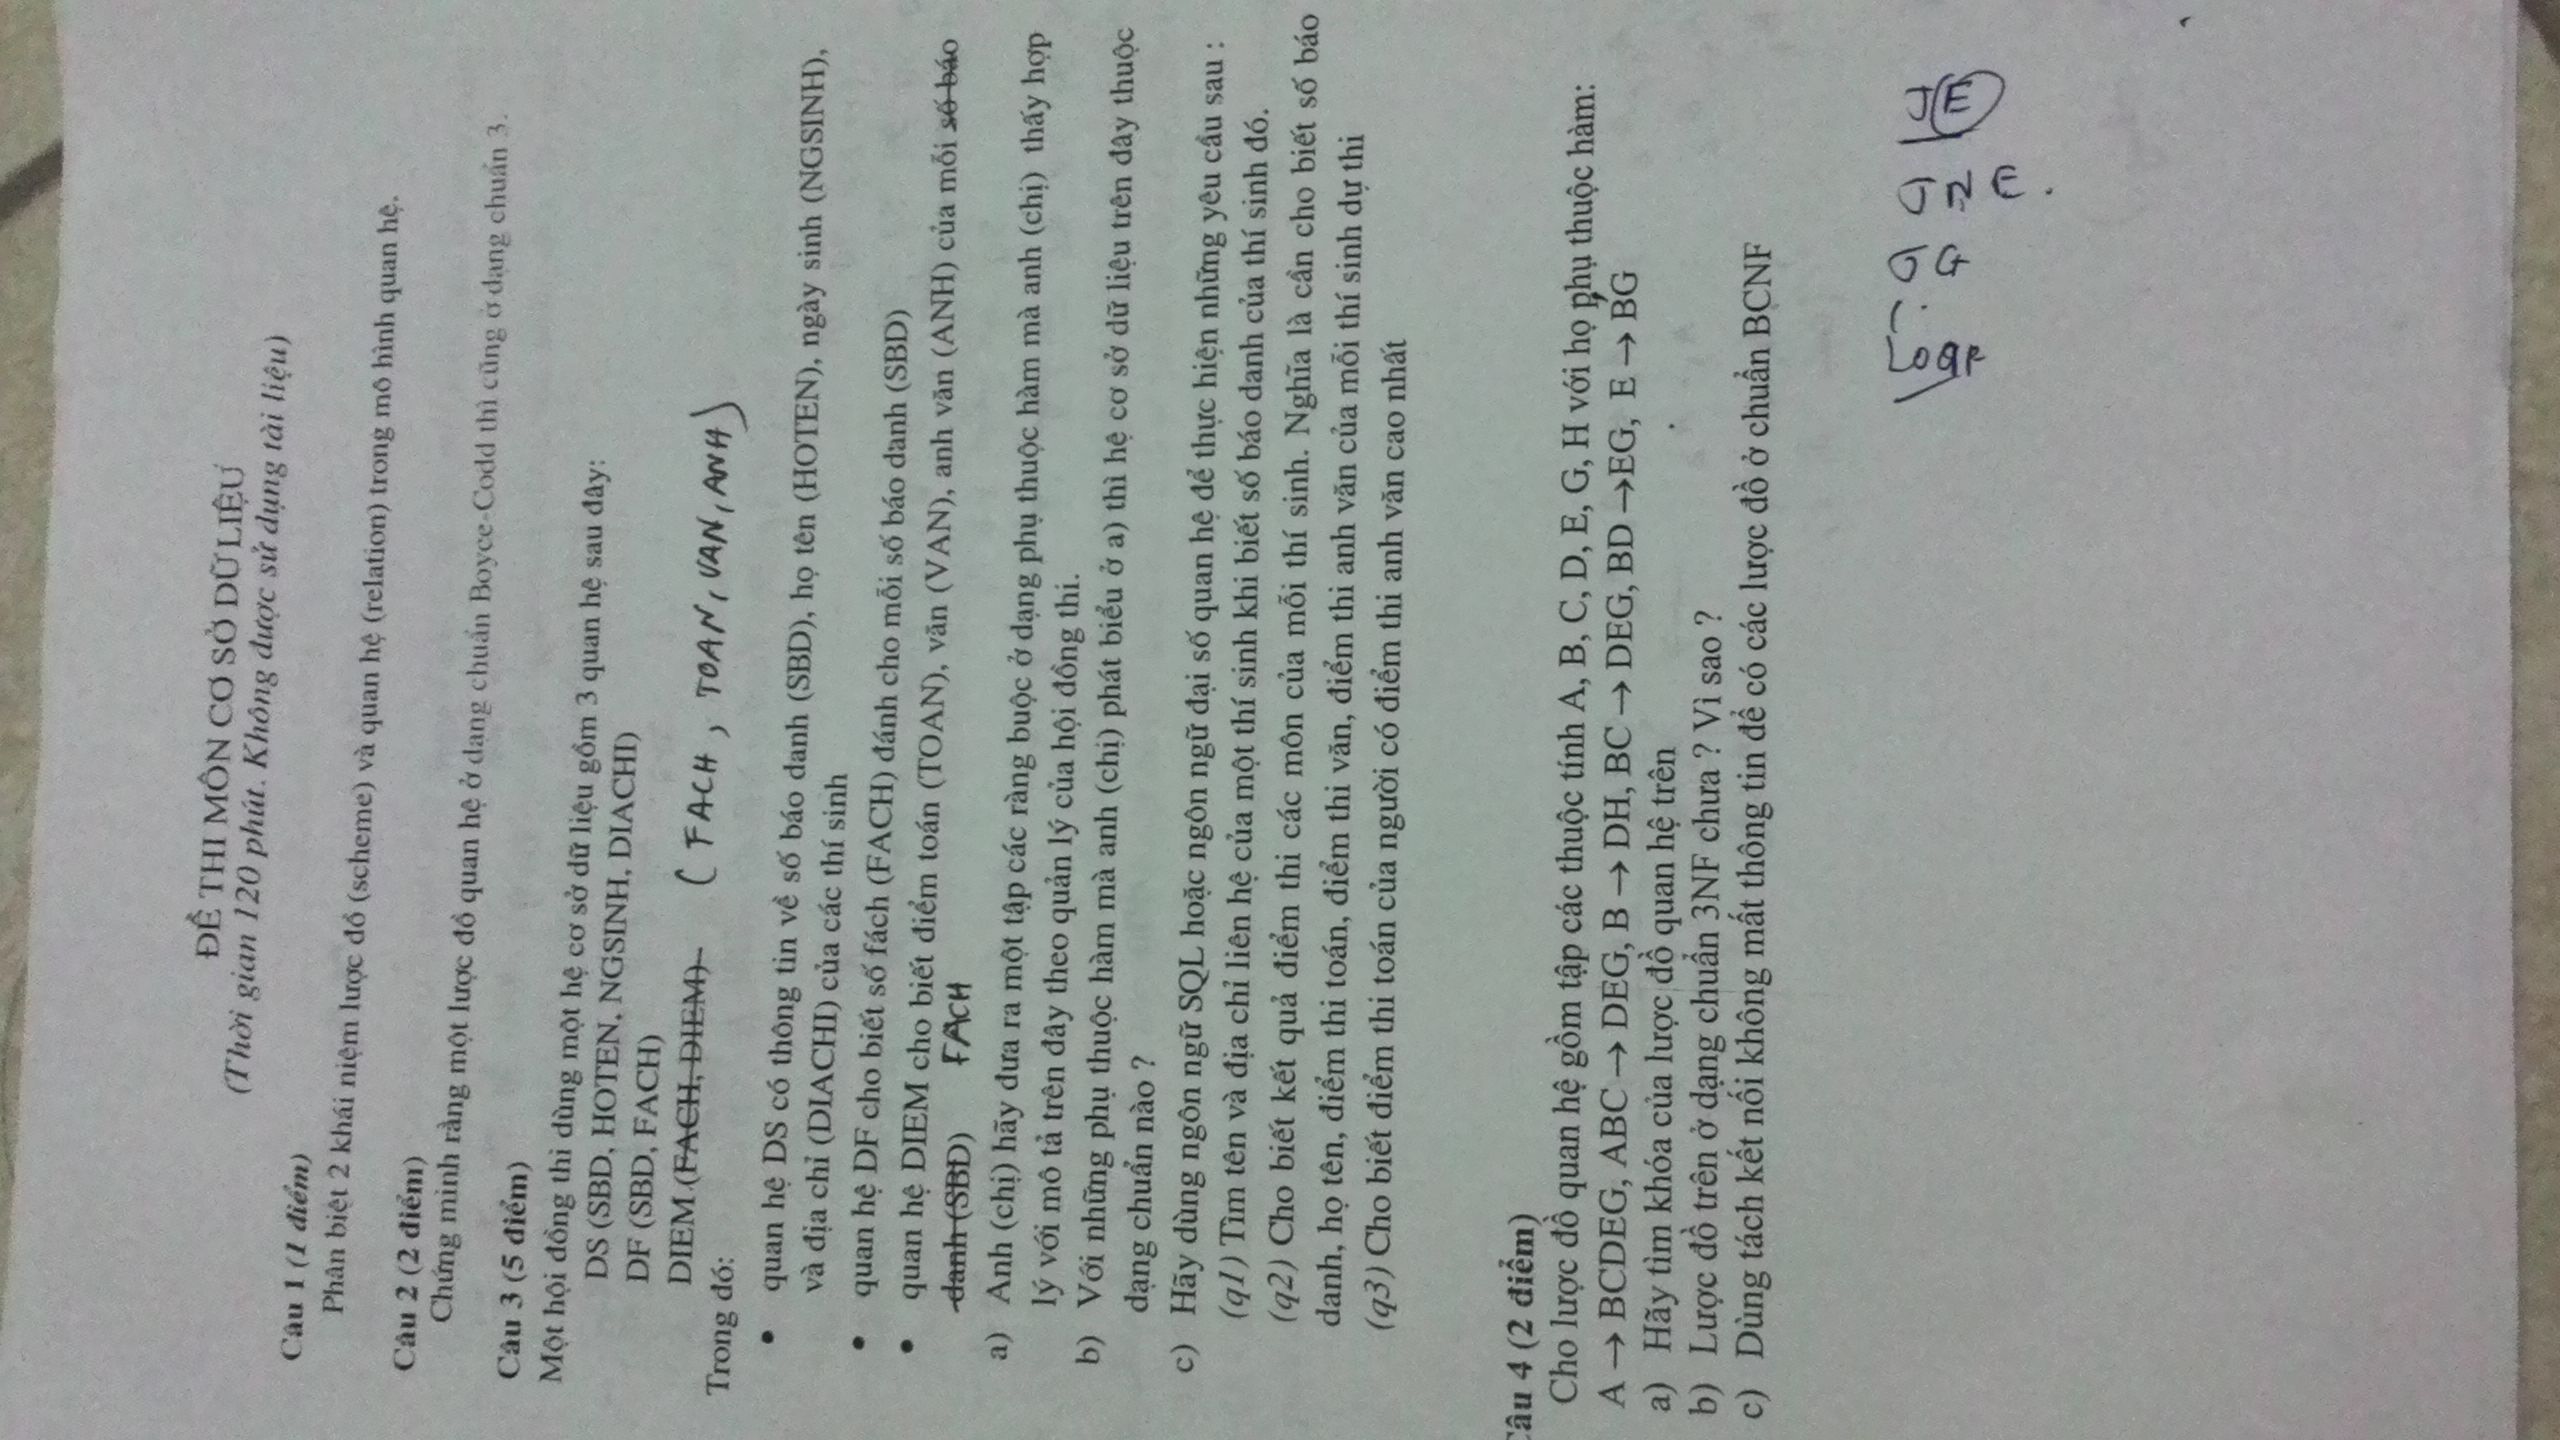 ĐỀ THI MÔN CƠ SỞ DỮ LIỆU
(Thời gian 120 phút. Không được sử dụng tài liệu)
Câu 1 (1 điểm)
Phân biệt 2 khái niệm lược đồ (scheme) và quan hệ (relation) trong mô hình quan hệ.
Câu 2 (2 điểm)
Chứng minh rằng một lược đồ quan hệ ở dạng chuẩn Boyce-Codd thì cũng ở dạng chuẩn 3.
Câu 3 (5 điểm)
Một hội đồng thi dùng một hệ cơ sở dữ liệu gồm 3 quan hệ sau đây:
DS (SBD, HOTEN, NGSINH, DIACHI)
DF (SBD, FACH)
DIEM (FACH, DIEM) (FACH, TOAN, VAN, ANH)
Trong đó:
• quan hệ DS có thông tin về số báo danh (SBD), họ tên (HOTEN), ngày sinh (NGSINH),
và địa chỉ (DIACHI) của các thí sinh
• quan hệ DF cho biết số fách (FACH) đánh cho mỗi số báo danh (SBD)
• quan hệ DIEM cho biết điểm toán (TOAN), văn (VAN), anh văn (ANH) của mỗi số báo
danh (SBD) FACH
a) Anh (chị) hãy đưa ra một tập các ràng buộc ở dạng phụ thuộc hàm mà anh (chị) thấy hợp
lý với mô tả trên đây theo quản lý của hội đồng thi.
b) Với những phụ thuộc hàm mà anh (chị) phát biểu ở a) thì hệ cơ sở dữ liệu trên đây thuộc
dạng chuẩn nào ?
c) Hãy dùng ngôn ngữ SQL hoặc ngôn ngữ đại số quan hệ để thực hiện những yêu cầu sau :
(q1) Tìm tên và địa chỉ liên hệ của một thí sinh khi biết số báo danh của thí sinh đó.
(q2) Cho biết kết quả điểm thi các môn của mỗi thí sinh. Nghĩa là cần cho biết số báo
danh, họ tên, điểm thi toán, điểm thi văn, điểm thi anh văn của mỗi thí sinh dự thi
(q3) Cho biết điểm thi toán của người có điểm thi anh văn cao nhất
Câu 4 (2 điểm)
Cho lược đồ quan hệ gồm tập các thuộc tính A, B, C, D, E, G, H với họ phụ thuộc hàm:
A → BCDEG, ABC → DEG, B → DH, BC → DEG, BD →EG, E → BG
a) Hãy tìm khóa của lược đồ quan hệ trên
b) Lược đồ trên ở dạng chuẩn 3NF chưa ? Vì sao ?
c) Dùng tách kết nối không mất thông tin để có các lược đồ ở chuẩn BCNF